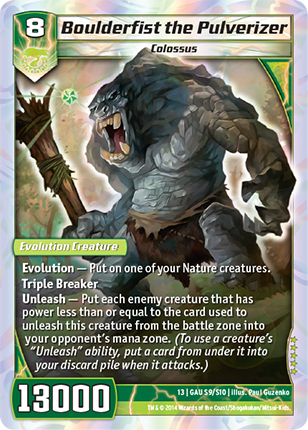 8
Boulderfist the Pulverizer
Colossus
Evolution Creature
Evolution — Put on one of your Nature creatures.
Triple Breaker
Unleash — Put each enemy creature that has
power less than or equal to the card used to
unleash this creature from the battle zone into
your opponent's mana zone. (To use a creature's
"Unleash" ability, put a card from under it into
your discard pile when it attacks.)
13000
13 | GAU S9/S10 | illus. Paul Guzenko
TM & © 2014 Wizards of the Coast/Shogakukan/Mitsui-Kids.